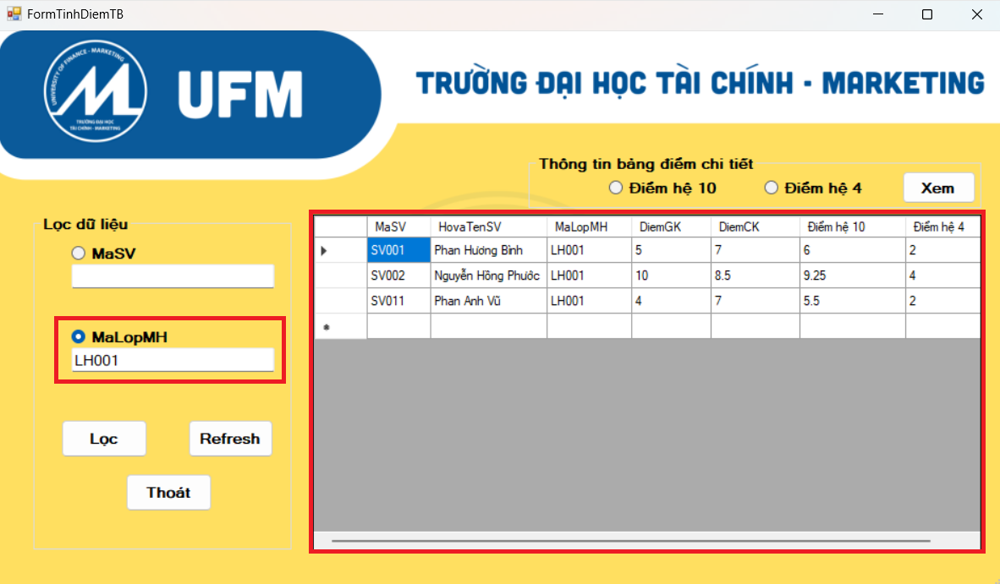 FormTinhDiemTB
UNIVERSITY OF FINANCE - MARKETING
TRƯỜNG ĐẠI HỌC
TÀI CHÍNH - MARKETING
UFM
TRƯỜNG ĐẠI HỌC TÀI CHÍNH - MARKETING
Thông tin bảng điểm chi tiết
Điểm hệ 10 Điểm hệ 4 Xem
Lọc dữ liệu
MaSV
MaLopMH
LH001
Lọc Refresh
Thoát
MaSV HovaTenSV MaLopMH DiemGK DiemCK Điểm hệ 10 Điểm hệ 4
SV001 Phan Hương Bình LH001 5 7 6 2
SV002 Nguyễn Hồng Phước LH001 10 8.5 9.25 4
SV011 Phan Anh Vũ LH001 4 7 5.5 2